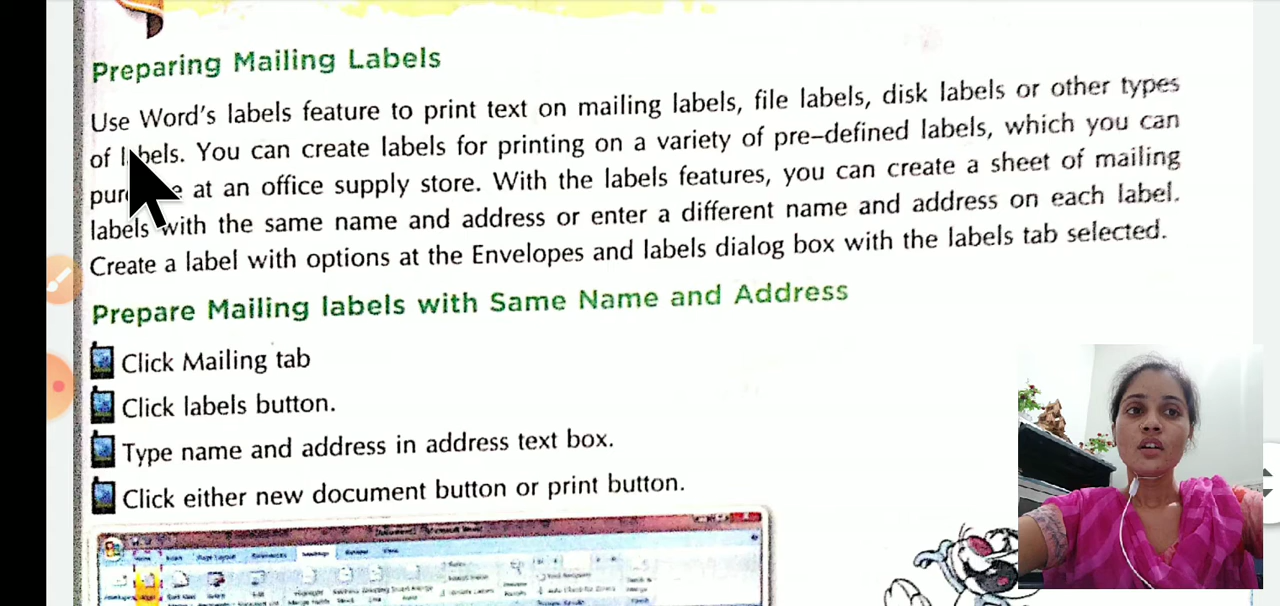 Preparing Mailing Labels
Use Word's labels feature to print text on mailing labels, file labels, disk labels or other types
of labels. You can create labels for printing on a variety of pre-defined labels, which you can
at an office supply store. With the labels features, you can create a sheet of mailing
labels with the same name and address or enter a different name and address on each label.
Create a label with options at the Envelopes and labels dialog box with the labels tab selected.
Prepare Mailing labels with Same Name and Address
Click Mailing tab
Click labels button.
Type name and address in address text box.
Click either new document button or print button.